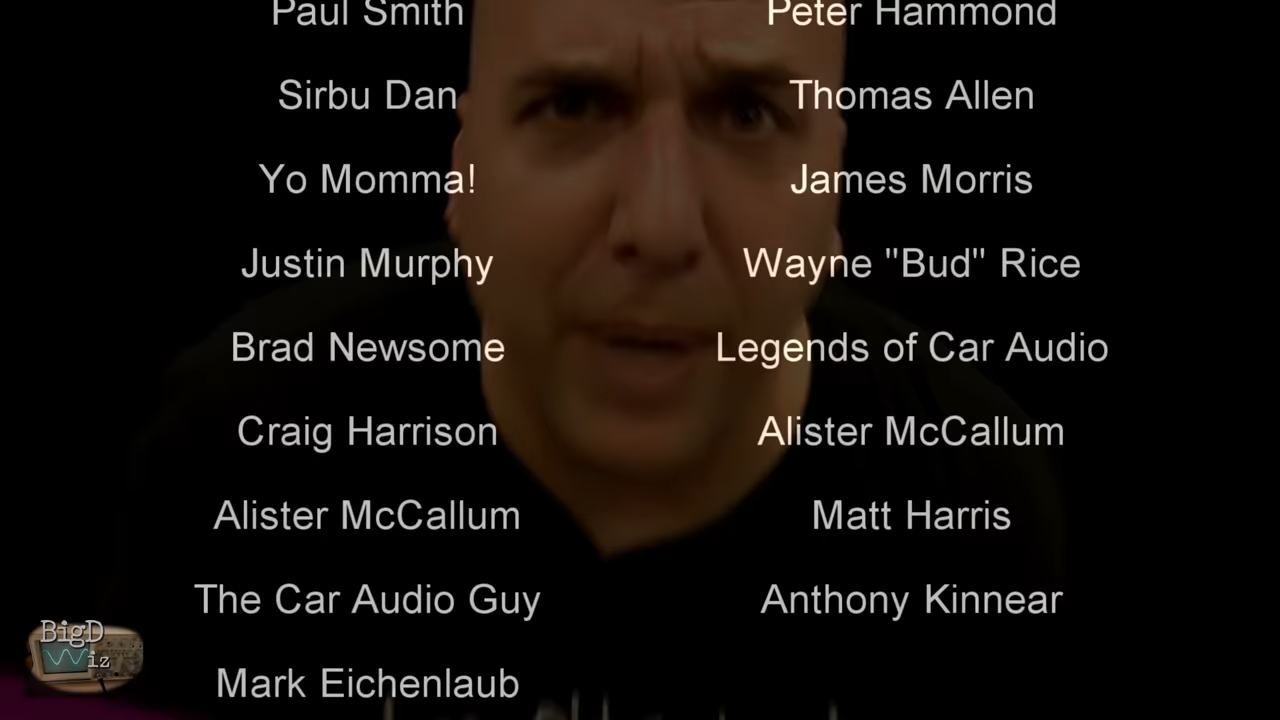 Paul Smith
Peter Hammond
Sirbu Dan
Thomas Allen
Yo Momma!
James Morris
Justin Murphy
Wayne "Bud" Rice
Brad Newsome
Legends of Car Audio
Craig Harrison
Alister McCallum
Alister McCallum
Matt Harris
The Car Audio Guy
Anthony Kinnear
Mark Eichenlaub
BigD
Wiz